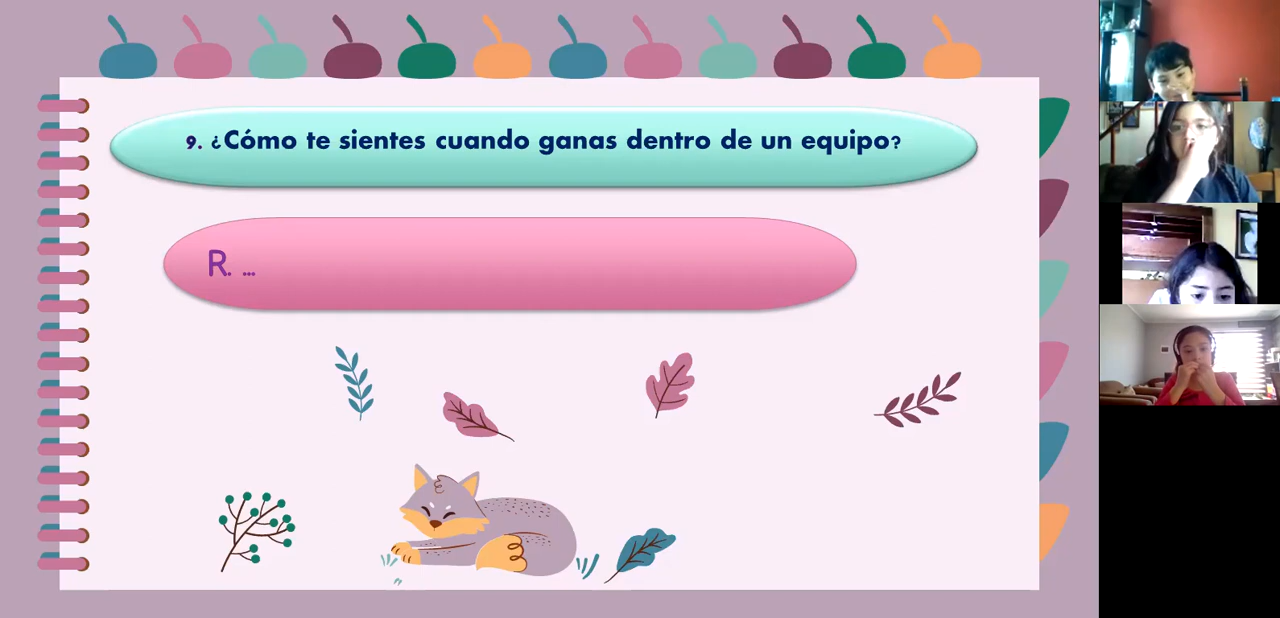 9. ¿Cómo te sientes cuando ganas dentro de un equipo?
R. ...